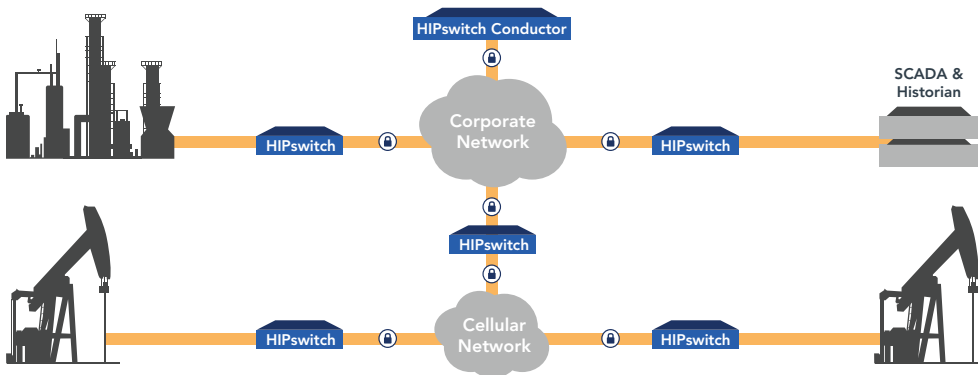 HIPswitch Conductor
SCADA &
Historian
Corporate
Network
HIPswitch
HIPswitch
HIPswitch
Cellular
Network
HIPswitch
HIPswitch